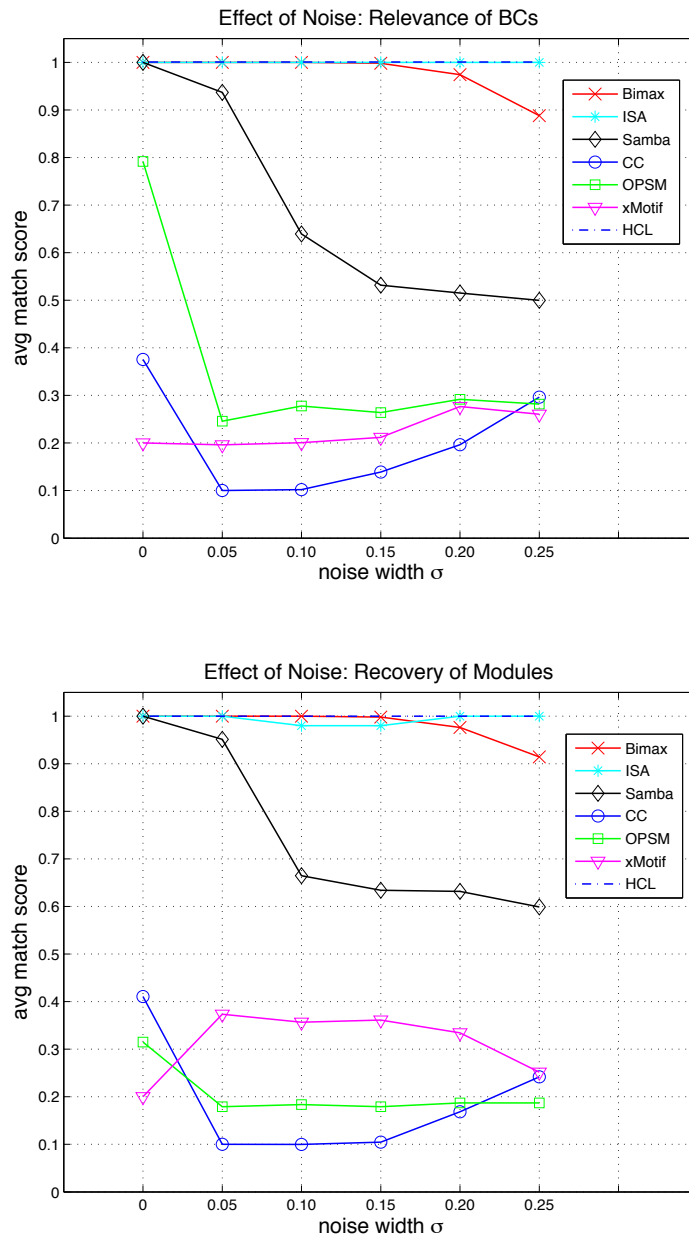 Effect of Noise: Relevance of BCs
1
0.9
0.8
0.7
0.6
0.5
0.4
0.3
0.2
0.1
0
avg match score
0 0.05 0.10 0.15 0.20 0.25
noise width σ
Bimax
ISA
Samba
CC
OPSM
xMotif
HCL
Effect of Noise: Recovery of Modules
1
0.9
0.8
0.7
0.6
0.5
0.4
0.3
0.2
0.1
0
avg match score
0 0.05 0.10 0.15 0.20 0.25
noise width σ
Bimax
ISA
Samba
CC
OPSM
xMotif
HCL